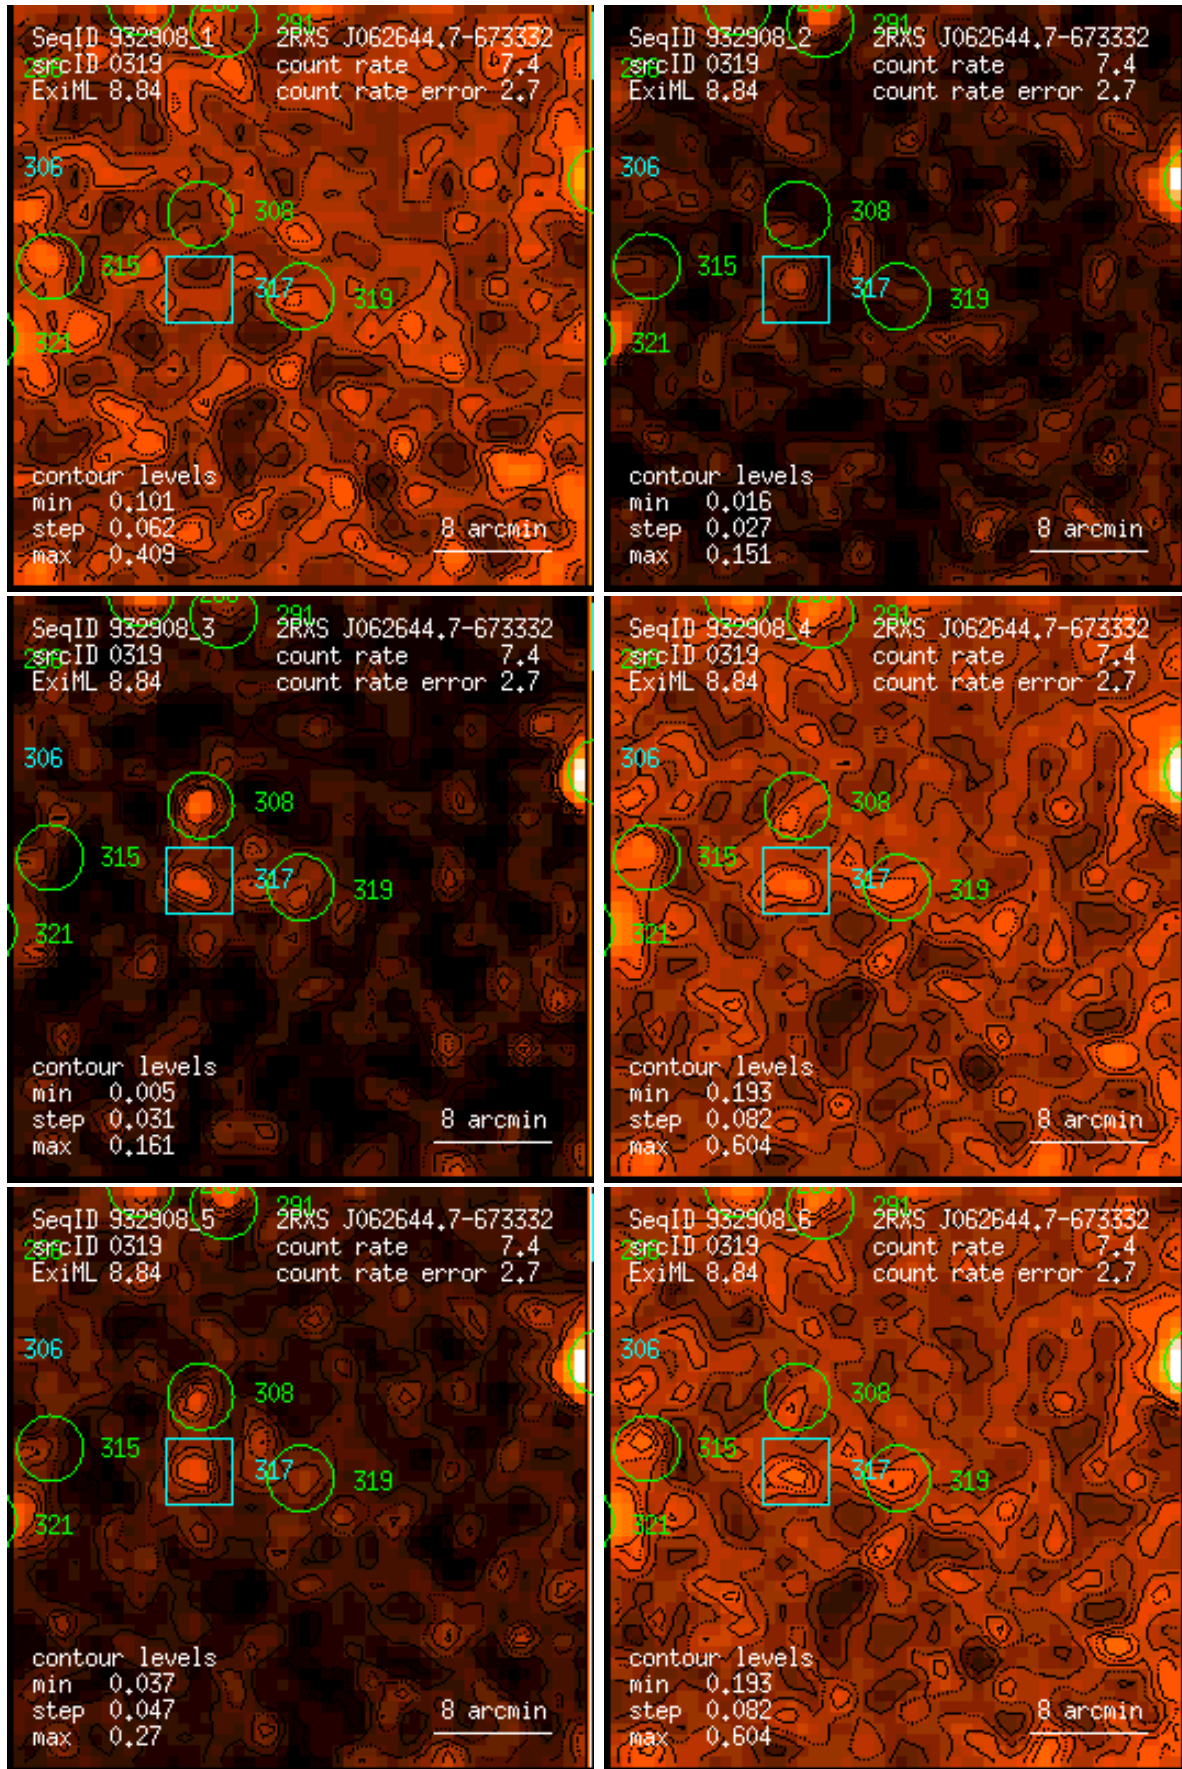 291
SeqID 932908_1 2RXS J062644.7-673332
srcID 0319 count rate 7.4
ExiML 8.84 count rate error 2.7
306
308
315 317 319
321
contour levels
min 0.101
step 0.062 8 arcmin
max 0.409
291
SeqID 932908_2 2RXS J062644.7-673332
srcID 0319 count rate 7.4
ExiML 8.84 count rate error 2.7
306
308
315 317 319
321
contour levels
min 0.016
step 0.027 8 arcmin
max 0.151
291
SeqID 932908_3 2RXS J062644.7-673332
srcID 0319 count rate 7.4
ExiML 8.84 count rate error 2.7
306
308
315 317 319
321
contour levels
min 0.005
step 0.031 8 arcmin
max 0.161
291
SeqID 932908_4 2RXS J062644.7-673332
srcID 0319 count rate 7.4
ExiML 8.84 count rate error 2.7
306
308
315 317 319
321
contour levels
min 0.193
step 0.082 8 arcmin
max 0.604
291
SeqID 932908_5 2RXS J062644.7-673332
srcID 0319 count rate 7.4
ExiML 8.84 count rate error 2.7
306
308
315 317 319
321
contour levels
min 0.037
step 0.047 8 arcmin
max 0.27
291
SeqID 932908_6 2RXS J062644.7-673332
srcID 0319 count rate 7.4
ExiML 8.84 count rate error 2.7
306
308
315 317 319
321
contour levels
min 0.193
step 0.082 8 arcmin
max 0.604